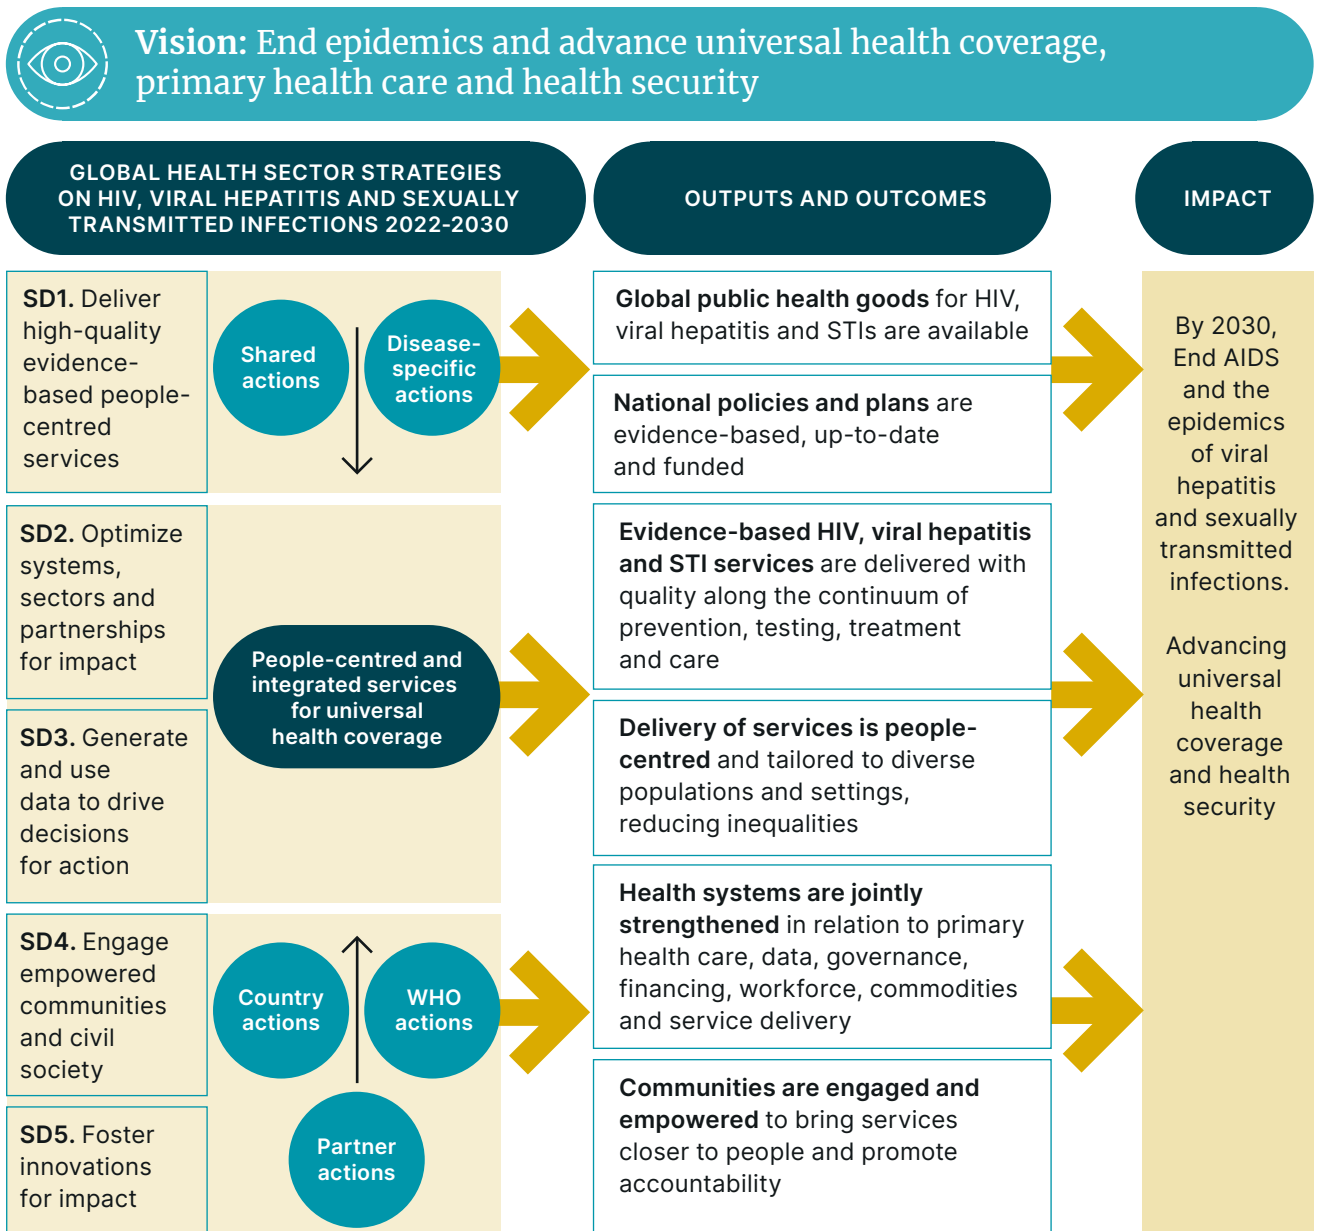 Vision: End epidemics and advance universal health coverage,
primary health care and health security
GLOBAL HEALTH SECTOR STRATEGIES
ON HIV, VIRAL HEPATITIS AND SEXUALLY
TRANSMITTED INFECTIONS 2022-2030
OUTPUTS AND OUTCOMES
IMPACT
SD1. Deliver
high-quality
evidence-
based people-
centred
services
Shared
actions
Disease-
specific
actions
SD2. Optimize
systems,
sectors and
partnerships
for impact
People-centred and
integrated services
for universal
health coverage
SD3. Generate
and use
data to drive
decisions
for action
SD4. Engage
empowered
communities
and civil
society
Country
actions
WHO
actions
SD5. Foster
innovations
for impact
Partner
actions
Global public health goods for HIV,
viral hepatitis and STIs are available
National policies and plans are
evidence-based, up-to-date
and funded
Evidence-based HIV, viral hepatitis
and STI services are delivered with
quality along the continuum of
prevention, testing, treatment
and care
Delivery of services is people-
centred and tailored to diverse
populations and settings,
reducing inequalities
Health systems are jointly
strengthened in relation to primary
health care, data, governance,
financing, workforce, commodities
and service delivery
Communities are engaged and
empowered to bring services
closer to people and promote
accountability
By 2030,
End AIDS
and the
epidemics
of viral
hepatitis
and sexually
transmitted
infections.
Advancing
universal
health
coverage
and health
security